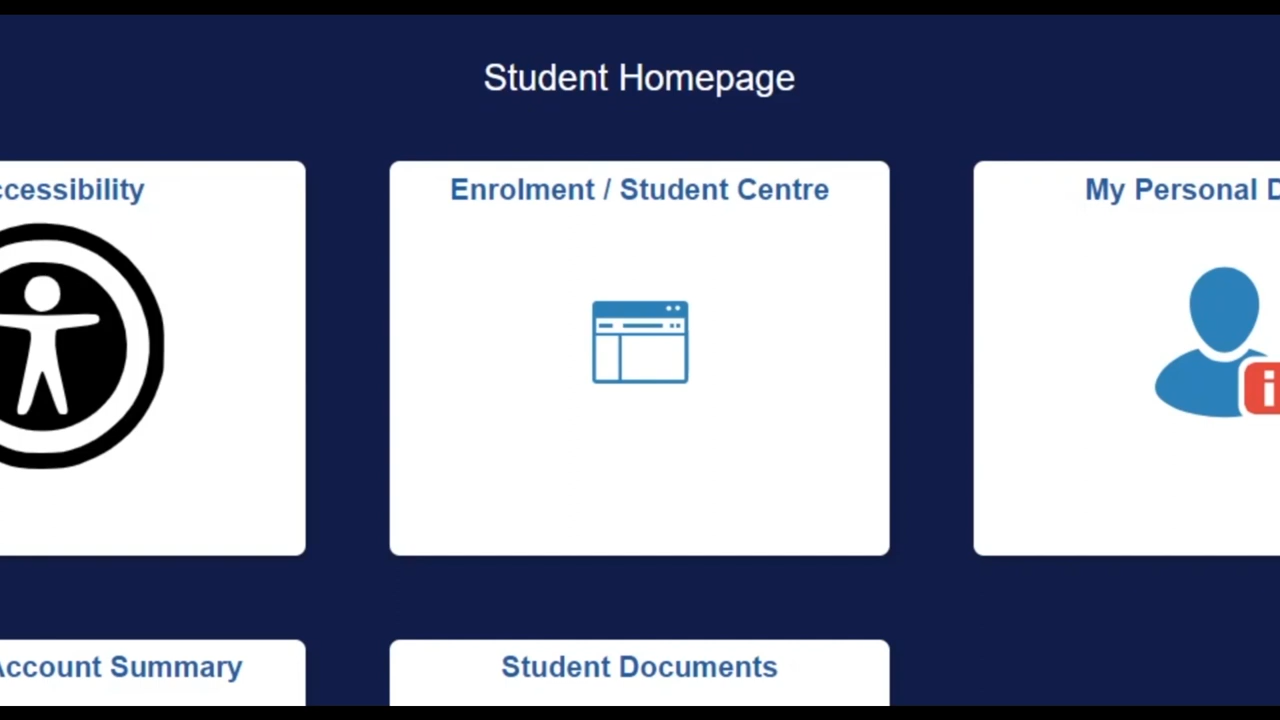 Student Homepage
ccessibility
Enrolment / Student Centre
My Personal D
i
Account Summary
Student Documents